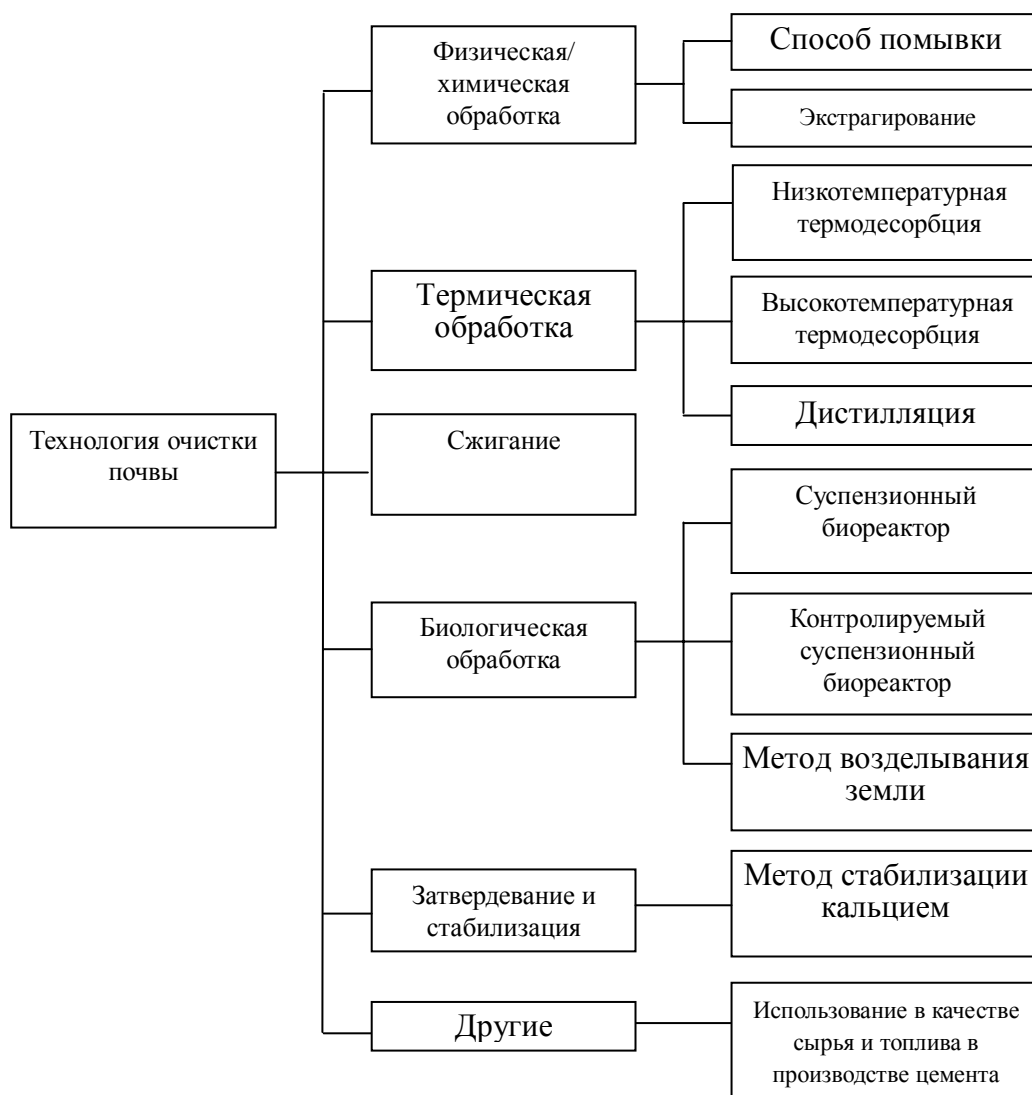 Технология очистки
почвы
Физическая/
химическая
обработка
Способ помывки
Экстрагирование
Термическая
обработка
Низкотемпературная
термодесорбция
Высокотемпературная
термодесорбция
Дистилляция
Сжигание
Биологическая
обработка
Суспензионный
биореактор
Контролируемый
суспензионный
биореактор
Метод возделывания
земли
Затвердевание и
стабилизация
Метод стабилизации
кальцием
Другие
Использование в качестве
сырья и топлива в
производстве цемента